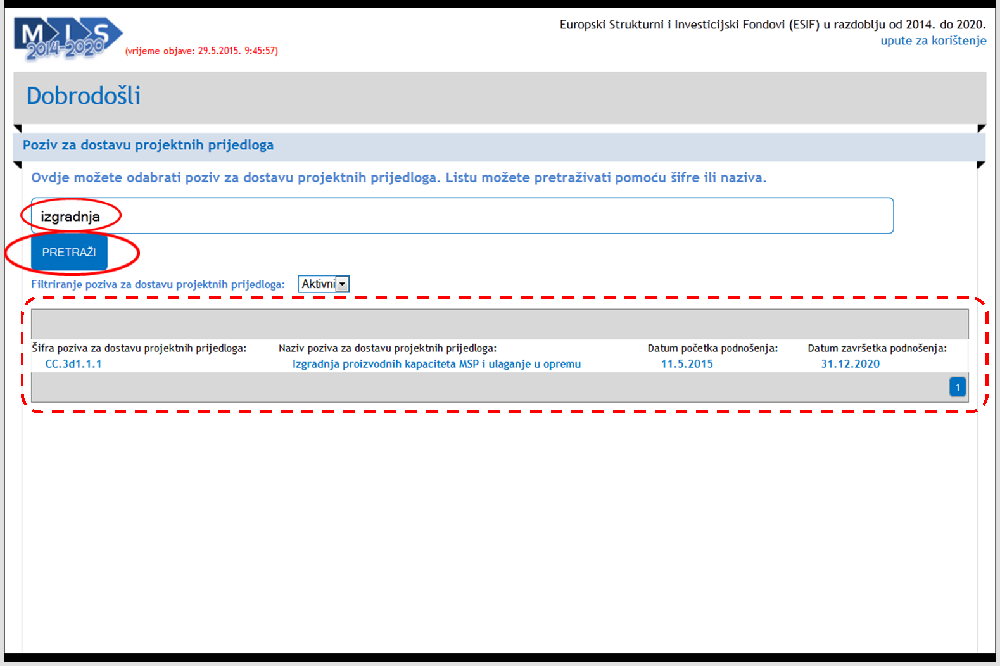 MIS
2014-2020
(vrijeme objave: 29.5.2015. 9:45:57)
Europski Strukturni i Investicijski Fondovi (ESIF) u razdoblju od 2014. do 2020.
upute za korištenje
Dobrodošli
Poziv za dostavu projektnih prijedloga
Ovdje možete odabrati poziv za dostavu projektnih prijedloga. Listu možete pretraživati pomoću šifre ili naziva.
izgradnja
PRETRAŽI
Filtriranje poziva za dostavu projektnih prijedloga: Aktivni
Šifra poziva za dostavu projektnih prijedloga: Naziv poziva za dostavu projektnih prijedloga: Datum početka podnošenja: Datum završetka podnošenja:
CC.3d1.1.1 Izgradnja proizvodnih kapaciteta MSP i ulaganje u opremu 11.5.2015 31.12.2020
1